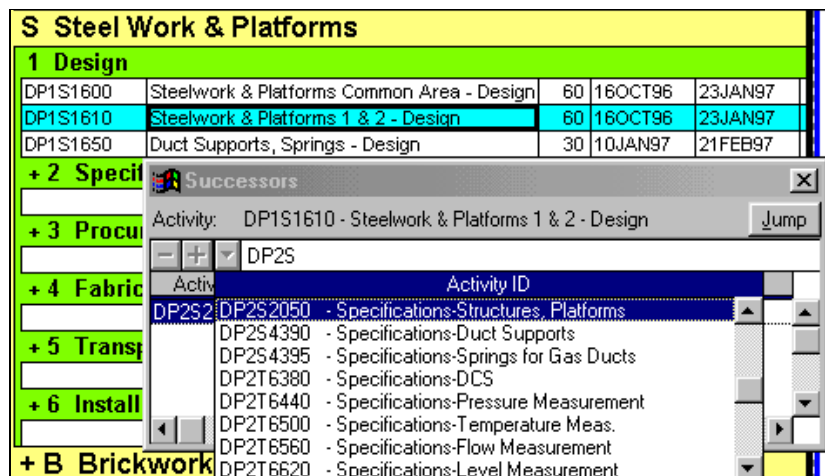 S Steel Work & Platforms
1 Design
DP1S1600 Steelwork & Platforms Common Area - Design 60 16OCT96 23JAN97
DP1S1610 Steelwork & Platforms 1 & 2 - Design 60 16OCT96 23JAN97
DP1S1650 Duct Supports, Springs - Design 30 10JAN97 21FEB97
+ 2 Specif
Successors
Activity: DP1S1610 - Steelwork & Platforms 1 & 2 - Design Jump
+ 3 Procur
DP2S
+ 4 Fabric
Activ Activity ID
DP2S2 DP2S2050 - Specifications-Structures, Platforms
DP2S4390 - Specifications-Duct Supports
+ 5 Transp
DP2S4395 - Specifications-Springs for Gas Ducts
DP2T6380 - Specifications-DCS
+ 6 Install
DP2T6440 - Specifications-Pressure Measurement
DP2T6500 - Specifications-Temperature Meas.
DP2T6560 - Specifications-Flow Measurement
+ B Brickwork
DP2T6620 - Specifications-Level Measurement